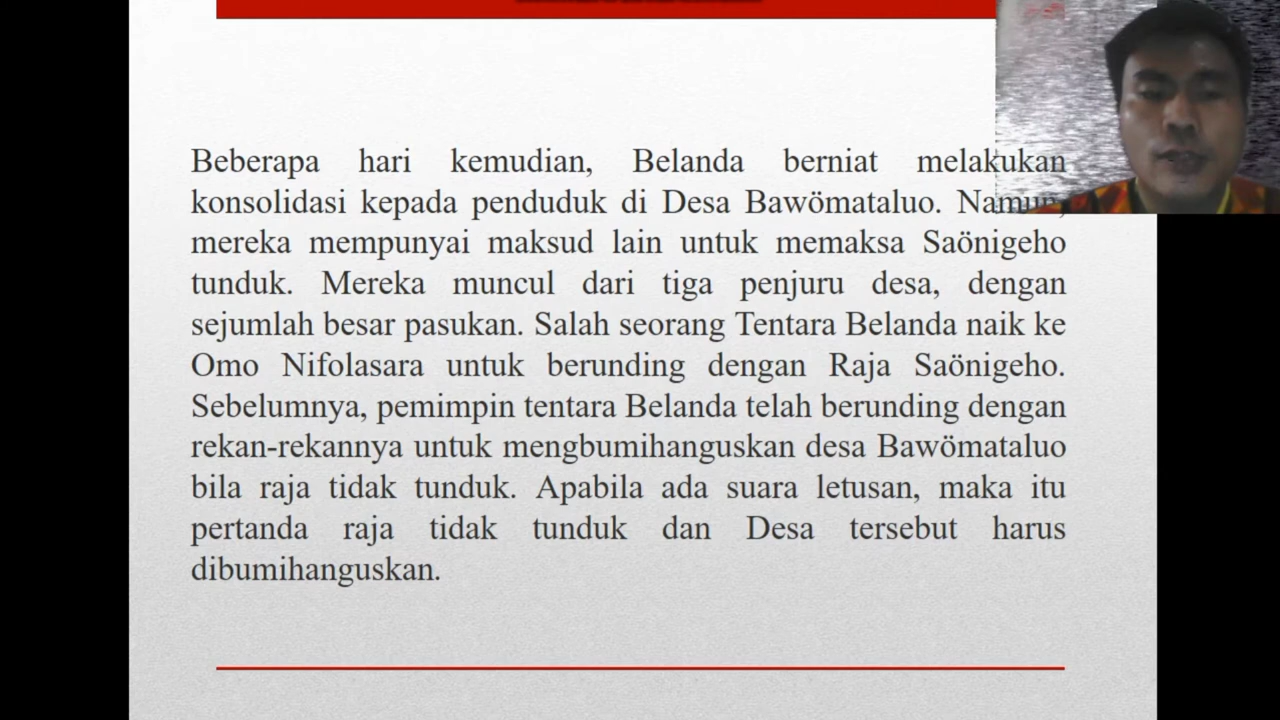 Beberapa hari kemudian, Belanda berniat melakukan
konsolidasi kepada penduduk di Desa Bawömataluo. Namun,
mereka mempunyai maksud lain untuk memaksa Saönigeho
tunduk. Mereka muncul dari tiga penjuru desa, dengan
sejumlah besar pasukan. Salah seorang Tentara Belanda naik ke
Omo Nifolasara untuk berunding dengan Raja Saönigeho.
Sebelumnya, pemimpin tentara Belanda telah berunding dengan
rekan-rekannya untuk mengbumihanguskan desa Bawömataluo
bila raja tidak tunduk. Apabila ada suara letusan, maka itu
pertanda raja tidak tunduk dan Desa tersebut harus
dibumihanguskan.